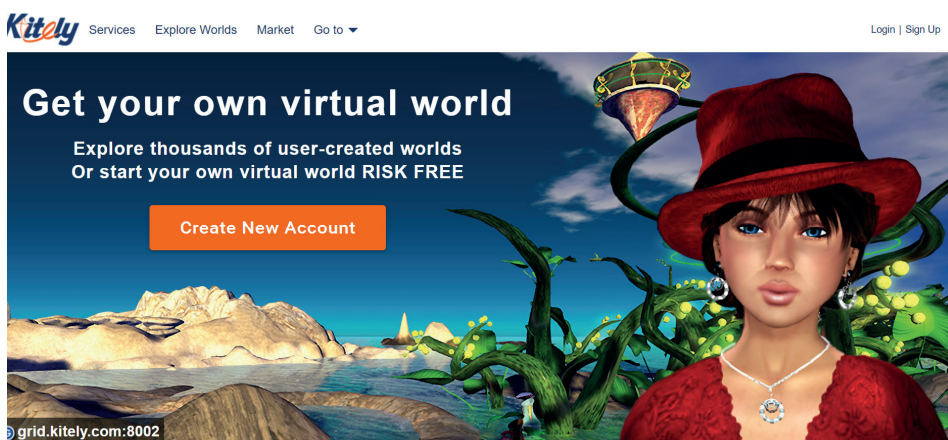 Kitely
Services Explore Worlds Market Go to
Login | Sign Up
Get your own virtual world
Explore thousands of user-created worlds
Or start your own virtual world RISK FREE
Create New Account
grid.kitely.com:8002